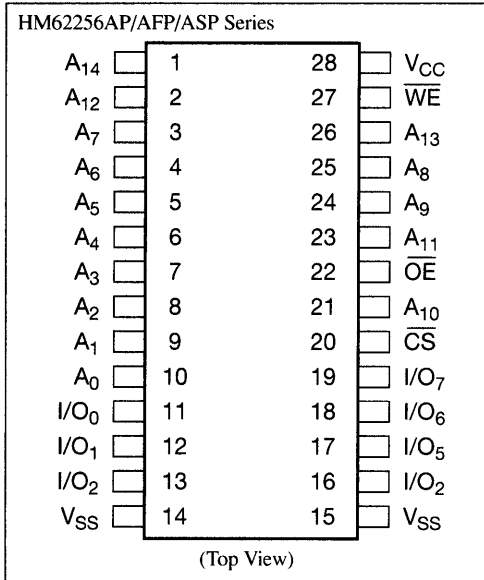 HM62256AP/AFP/ASP Series
A14 1 28 VCC
A12 2 27 W̅E̅
A7 3 26 A13
A6 4 25 A8
A5 5 24 A9
A4 6 23 A11
A3 7 22 O̅E̅
A2 8 21 A10
A1 9 20 C̅S̅
A0 10 19 I/O7
I/O0 11 18 I/O6
I/O1 12 17 I/O5
I/O2 13 16 I/O2
VSS 14 15 VSS
(Top View)